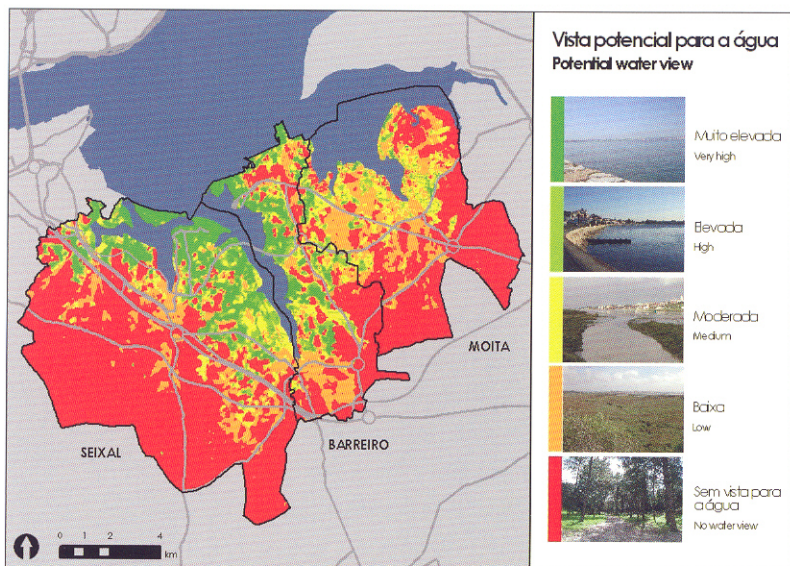 Vista potencial para a água
Potential water view
Muito elevada
Very high
Elevada
High
Moderada
Medium
Baixa
Low
Sem vista para
a água
No water view
MOITA
BARREIRO
SEIXAL
0 1 2 4
km